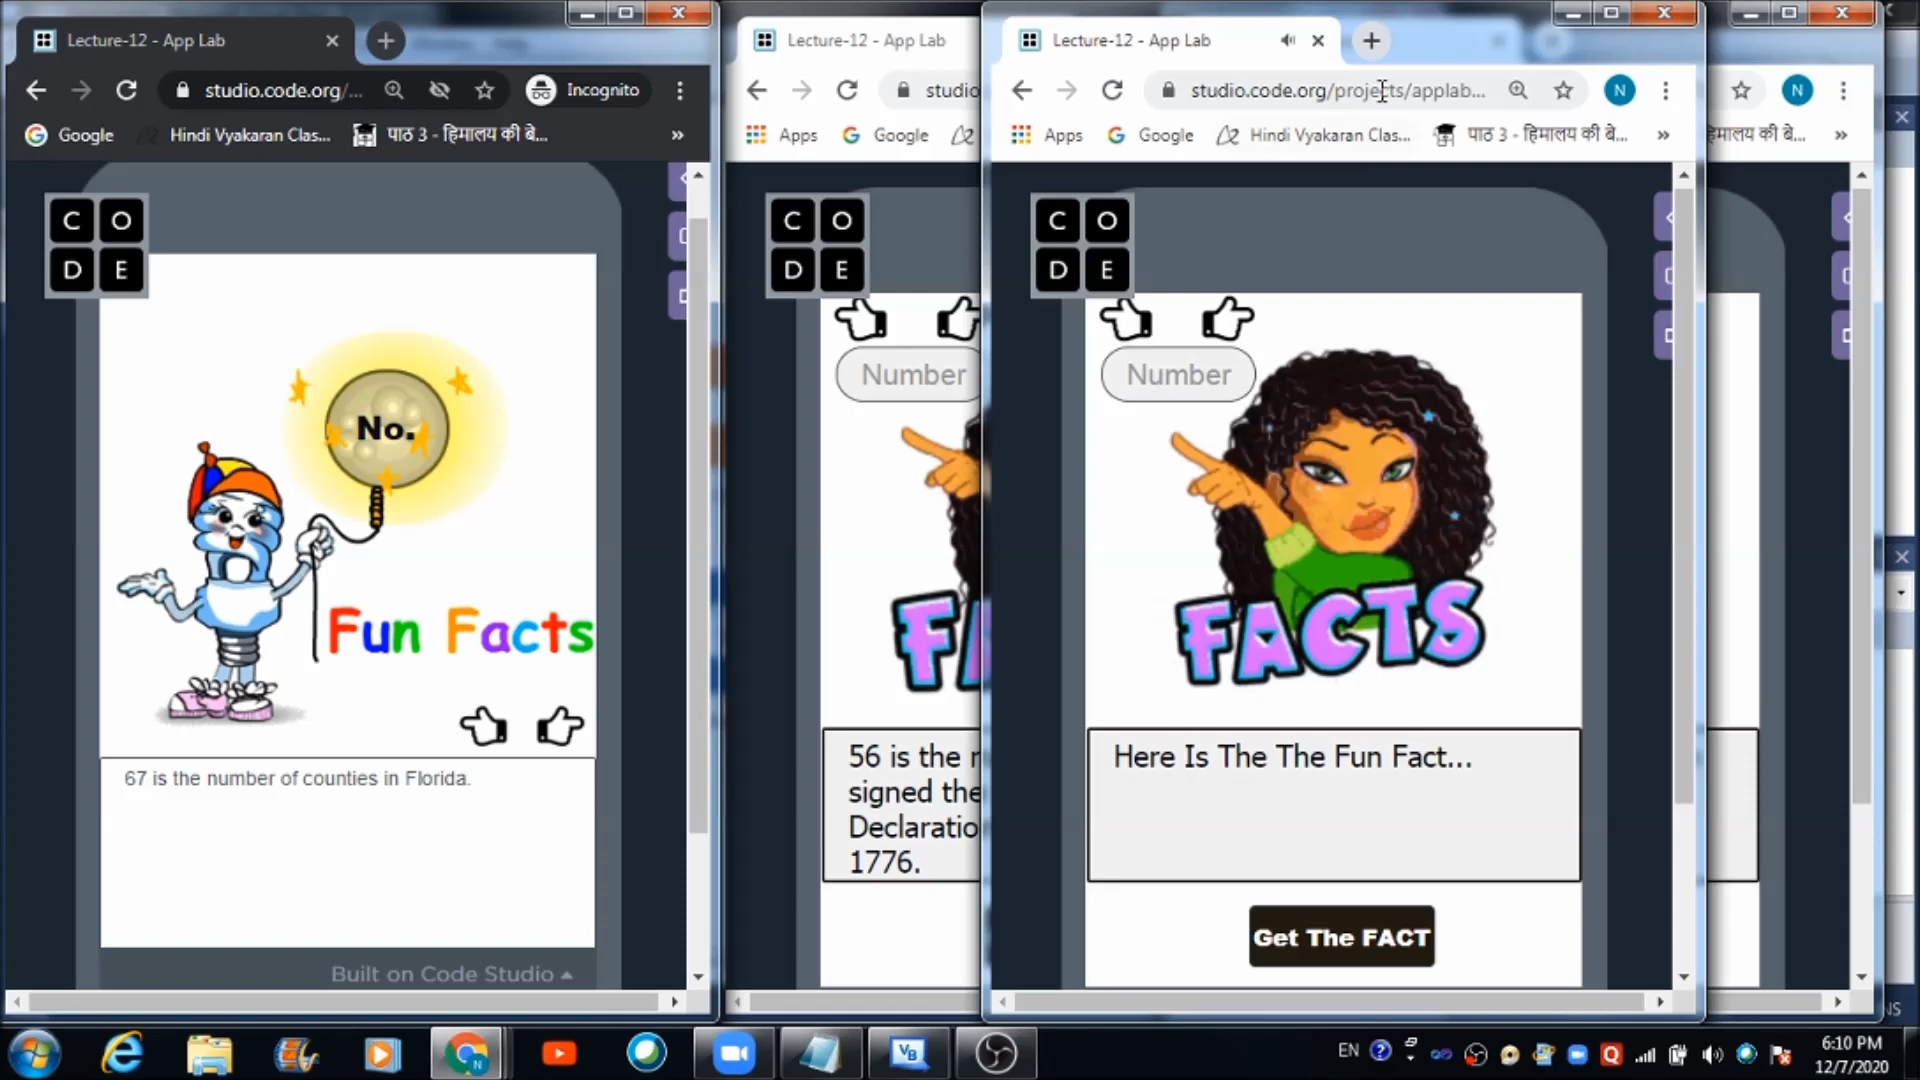 Lecture-12 - App Lab
studio.code.org/...
Incognito
Google
Hindi Vyakaran Clas...
पाठ 3 - हिमालय की बे...
»
C O
D E
No.
Fun Facts
67 is the number of counties in Florida.
Built on Code Studio
Lecture-12 - App Lab
studio
Apps
Google
C O
D E
Number
56 is the
signed the
1776.
Lecture-12 - App Lab
studio.code.org/projects/applab...
N
Apps
Google
Hindi Vyakaran Clas...
पाठ 3 - हिमालय की बे...
»
C O
D E
Number
FACTS
Here Is The The Fun Fact...
Get The FACT
N
हिमालय की बे...
»
EN
6:10 PM
12/7/2020